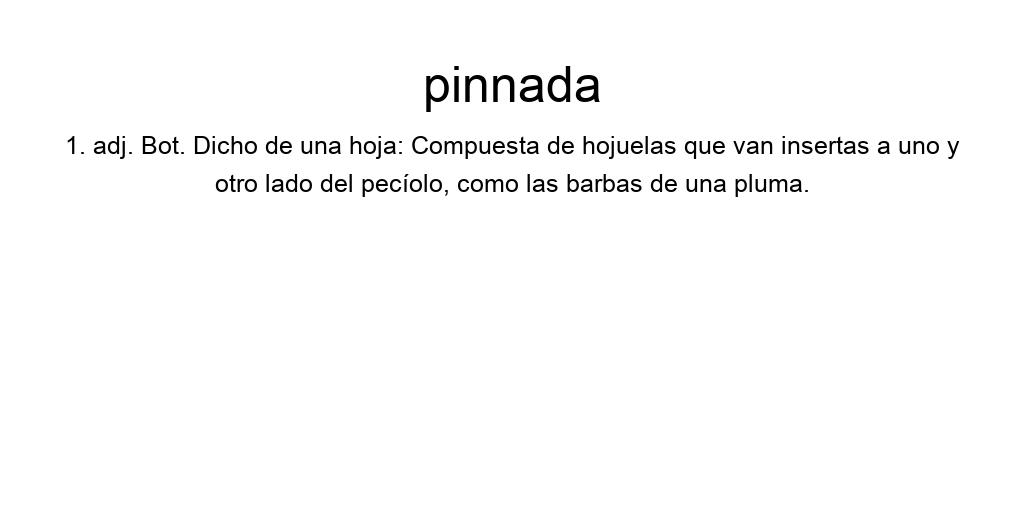 pinnada
1. adj. Bot. Dicho de una hoja: Compuesta de hojuelas que van insertas a uno y
otro lado del pecíolo, como las barbas de una pluma.